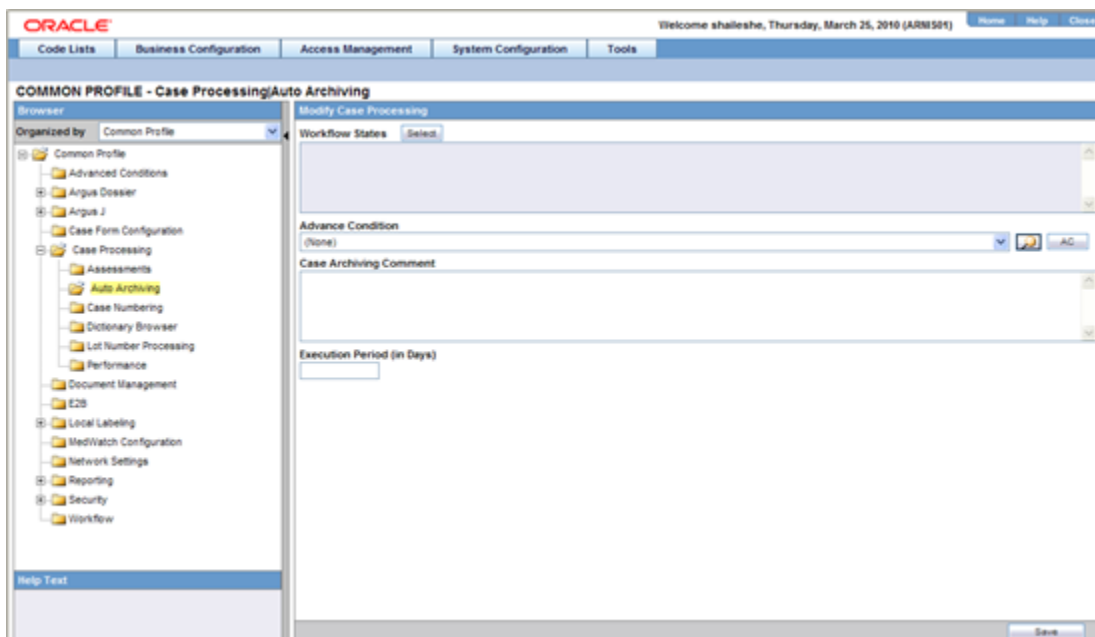 ORACLE
Welcome shaileshe, Thursday, March 25, 2010 (ARMIS01)
Home Help Close
Code Lists Business Configuration Access Management System Configuration Tools
COMMON PROFILE - Case Processing|Auto Archiving
Browser
Organized by Common Profile
Common Profile
Advanced Conditions
Argus Dossier
Argus J
Case Form Configuration
Case Processing
Assessments
Auto Archiving
Case Numbering
Dictionary Browser
Lot Number Processing
Performance
Document Management
E2B
Local Labeling
MedWatch Configuration
Network Settings
Reporting
Security
Workflow
Help Text
Modify Case Processing
Workflow States Select
Advance Condition
(None) AC
Case Archiving Comment
Execution Period (in Days)
Save